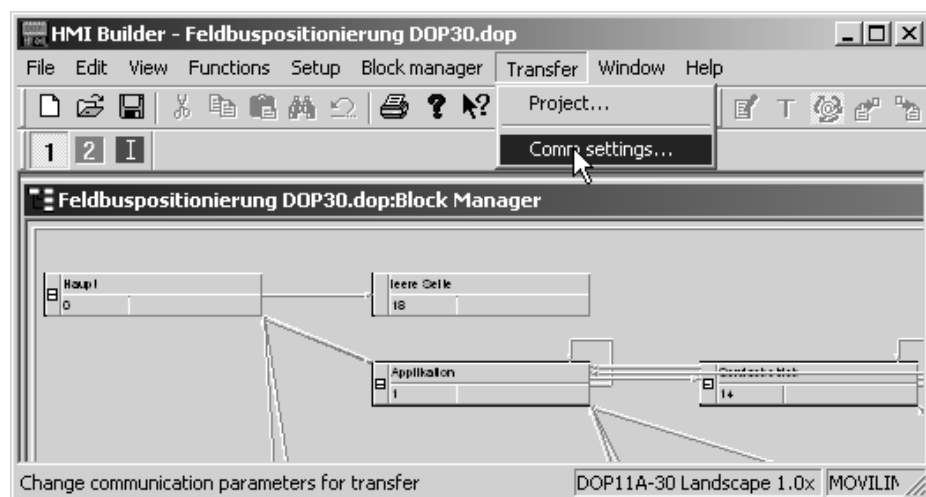 HMI Builder - Feldbuspositionierung DOP30.dop
File Edit View Functions Setup Block manager Transfer Window Help
Project...
Comm settings...
1 2 I
T
Feldbuspositionierung DOP30.dop:Block Manager
Haupt
0
leere Seite
18
Applikation
1
14
Change communication parameters for transfer
DOP11A-30 Landscape 1.0x
MOVILIN